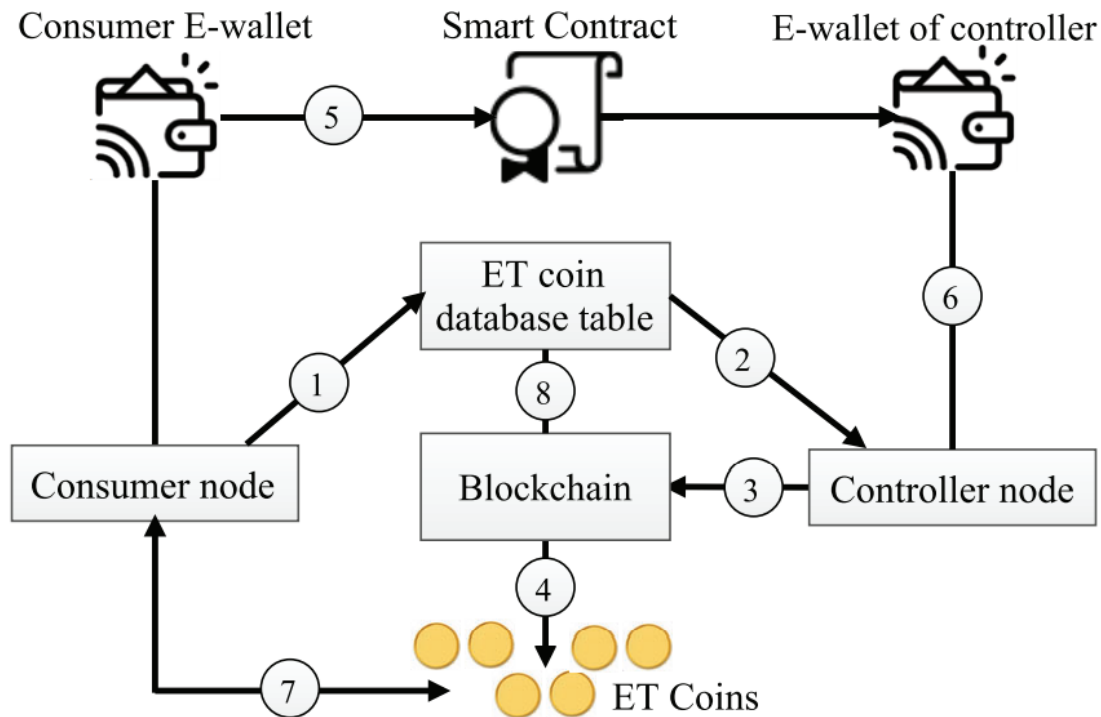 Consumer E-wallet
Smart Contract
E-wallet of controller
5
ET coin
database table
6
1
2
8
Consumer node
Blockchain
3
Controller node
4
7
ET Coins